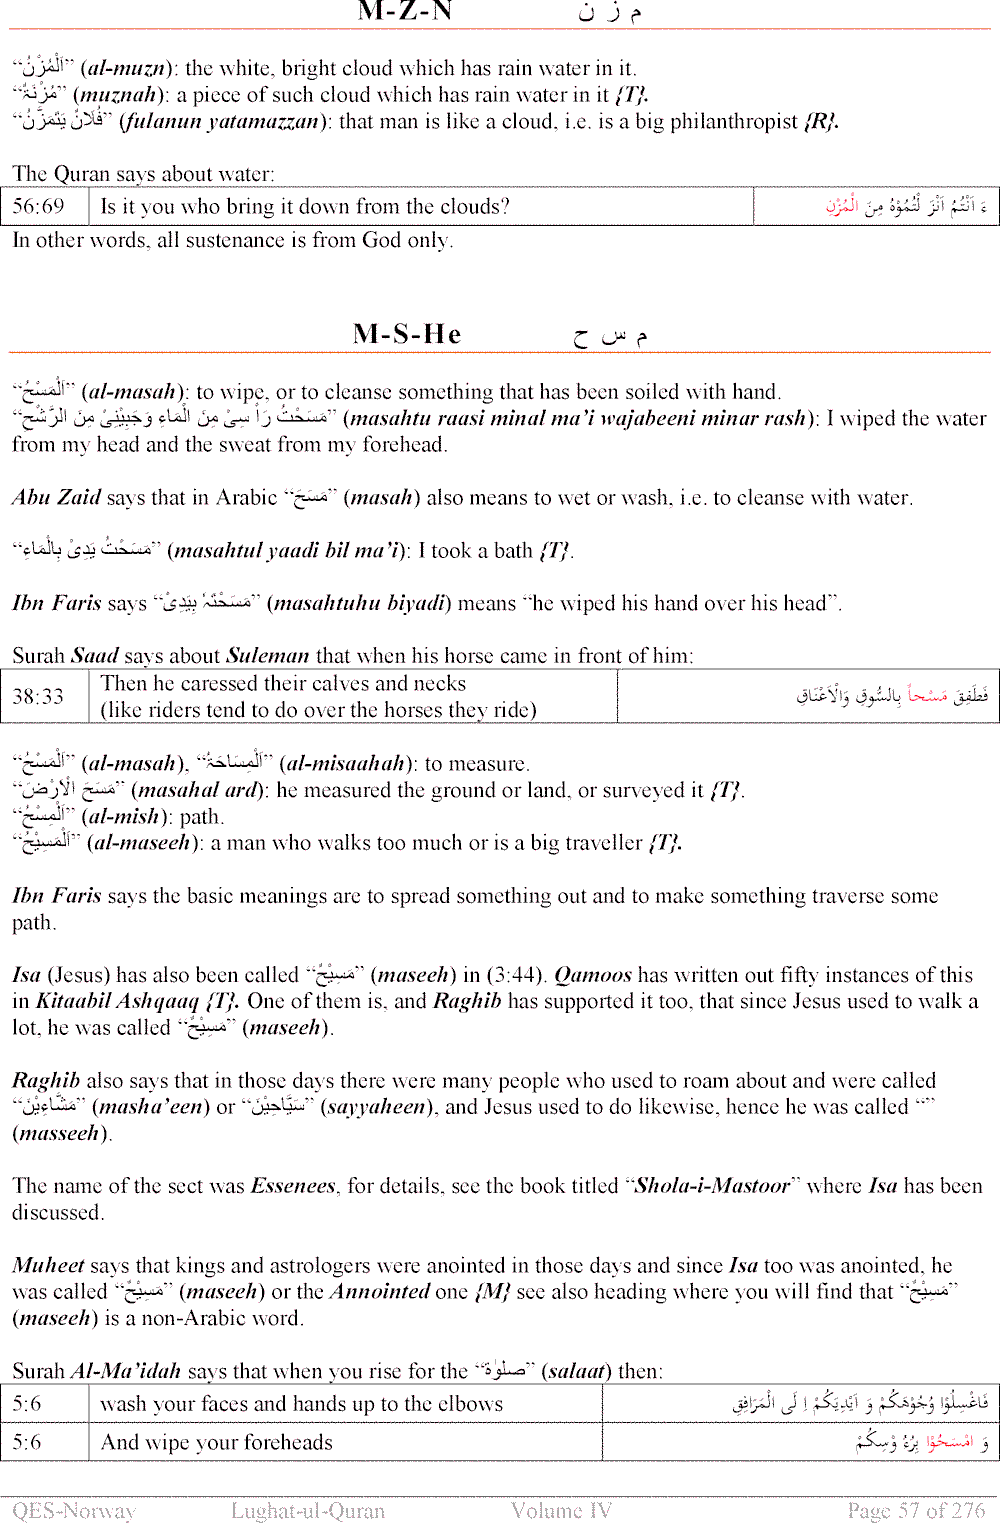 M-Z-N م ز ن
“اَلْمُزْنُ” (al-muzn): the white, bright cloud which has rain water in it.
“مُزْنَۃٌ” (muznah): a piece of such cloud which has rain water in it {T}.
“فُلَانٌ یَتَمَزَّنُ” (fulanun yatamazzan): that man is like a cloud, i.e. is a big philanthropist {R}.
The Quran says about water:
56:69 Is it you who bring it down from the clouds? ءَ اَنْتُمْ اَنْزَ لْتُمُوْہُ مِنَ الْمُزْنِ
In other words, all sustenance is from God only.
M-S-He م س ح
“اَلْمَسْحُ” (al-masah): to wipe, or to cleanse something that has been soiled with hand.
“مَسَحْتُ رَاْ سِیْ مِنَ الْمَاءِ وَجَبِیْنِیْ مِنَ الرَّشْحِ” (masahtu raasi minal ma’i wajabeeni minar rash): I wiped the water
from my head and the sweat from my forehead.
Abu Zaid says that in Arabic “مَسَحَ” (masah) also means to wet or wash, i.e. to cleanse with water.
“مَسَحْتُ یَدِیْ بِالْمَاءِ” (masahtul yaadi bil ma’i): I took a bath {T}.
Ibn Faris says “مَسَحْتَہٗ بِیَدِیْ” (masahtuhu biyadi) means “he wiped his hand over his head”.
Surah Saad says about Suleman that when his horse came in front of him:
38:33 Then he caressed their calves and necks فَطَفِقَ مَسْحاً بِالسُّوقِ وَالْاَعْنَاقِ
(like riders tend to do over the horses they ride)
“اَلْمَسْحُ” (al-masah), “اَلْمِسَاحَۃُ” (al-misaahah): to measure.
“مَسَحَ الْاَرْضَ” (masahal ard): he measured the ground or land, or surveyed it {T}.
“اَلْمِسْحُ” (al-mish): path.
“اَلْمَسِیْحُ” (al-maseeh): a man who walks too much or is a big traveller {T}.
Ibn Faris says the basic meanings are to spread something out and to make something traverse some
path.
Isa (Jesus) has also been called “مَسِیْحٌ” (maseeh) in (3:44). Qamoos has written out fifty instances of this
in Kitaabil Ashqaaq {T}. One of them is, and Raghib has supported it too, that since Jesus used to walk a
lot, he was called “مَسِیْحٌ” (maseeh).
Raghib also says that in those days there were many people who used to roam about and were called
“مَشَّاءِیْنَ” (masha’een) or “سَیَّاحِیْنَ” (sayyaheen), and Jesus used to do likewise, hence he was called “”
(masseeh).
The name of the sect was Essenees, for details, see the book titled “Shola-i-Mastoor” where Isa has been
discussed.
Muheet says that kings and astrologers were anointed in those days and since Isa too was anointed, he
was called “مَسِیْحٌ” (maseeh) or the Annointed one {M} see also heading where you will find that “مَسِیْحٌ”
(maseeh) is a non-Arabic word.
Surah Al-Ma’idah says that when you rise for the “صلوٰۃ” (salaat) then:
5:6 wash your faces and hands up to the elbows فَاغْسِلُوْا وُجُوْھَکُمْ وَ اَیْدِیَکُمْ اِ لَی الْمَرَافِقِ
5:6 And wipe your foreheads وَ امْسَحُوْا بِرُءُ وْسِکُمْ
QES-Norway Lughat-ul-Quran Volume IV Page 57 of 276